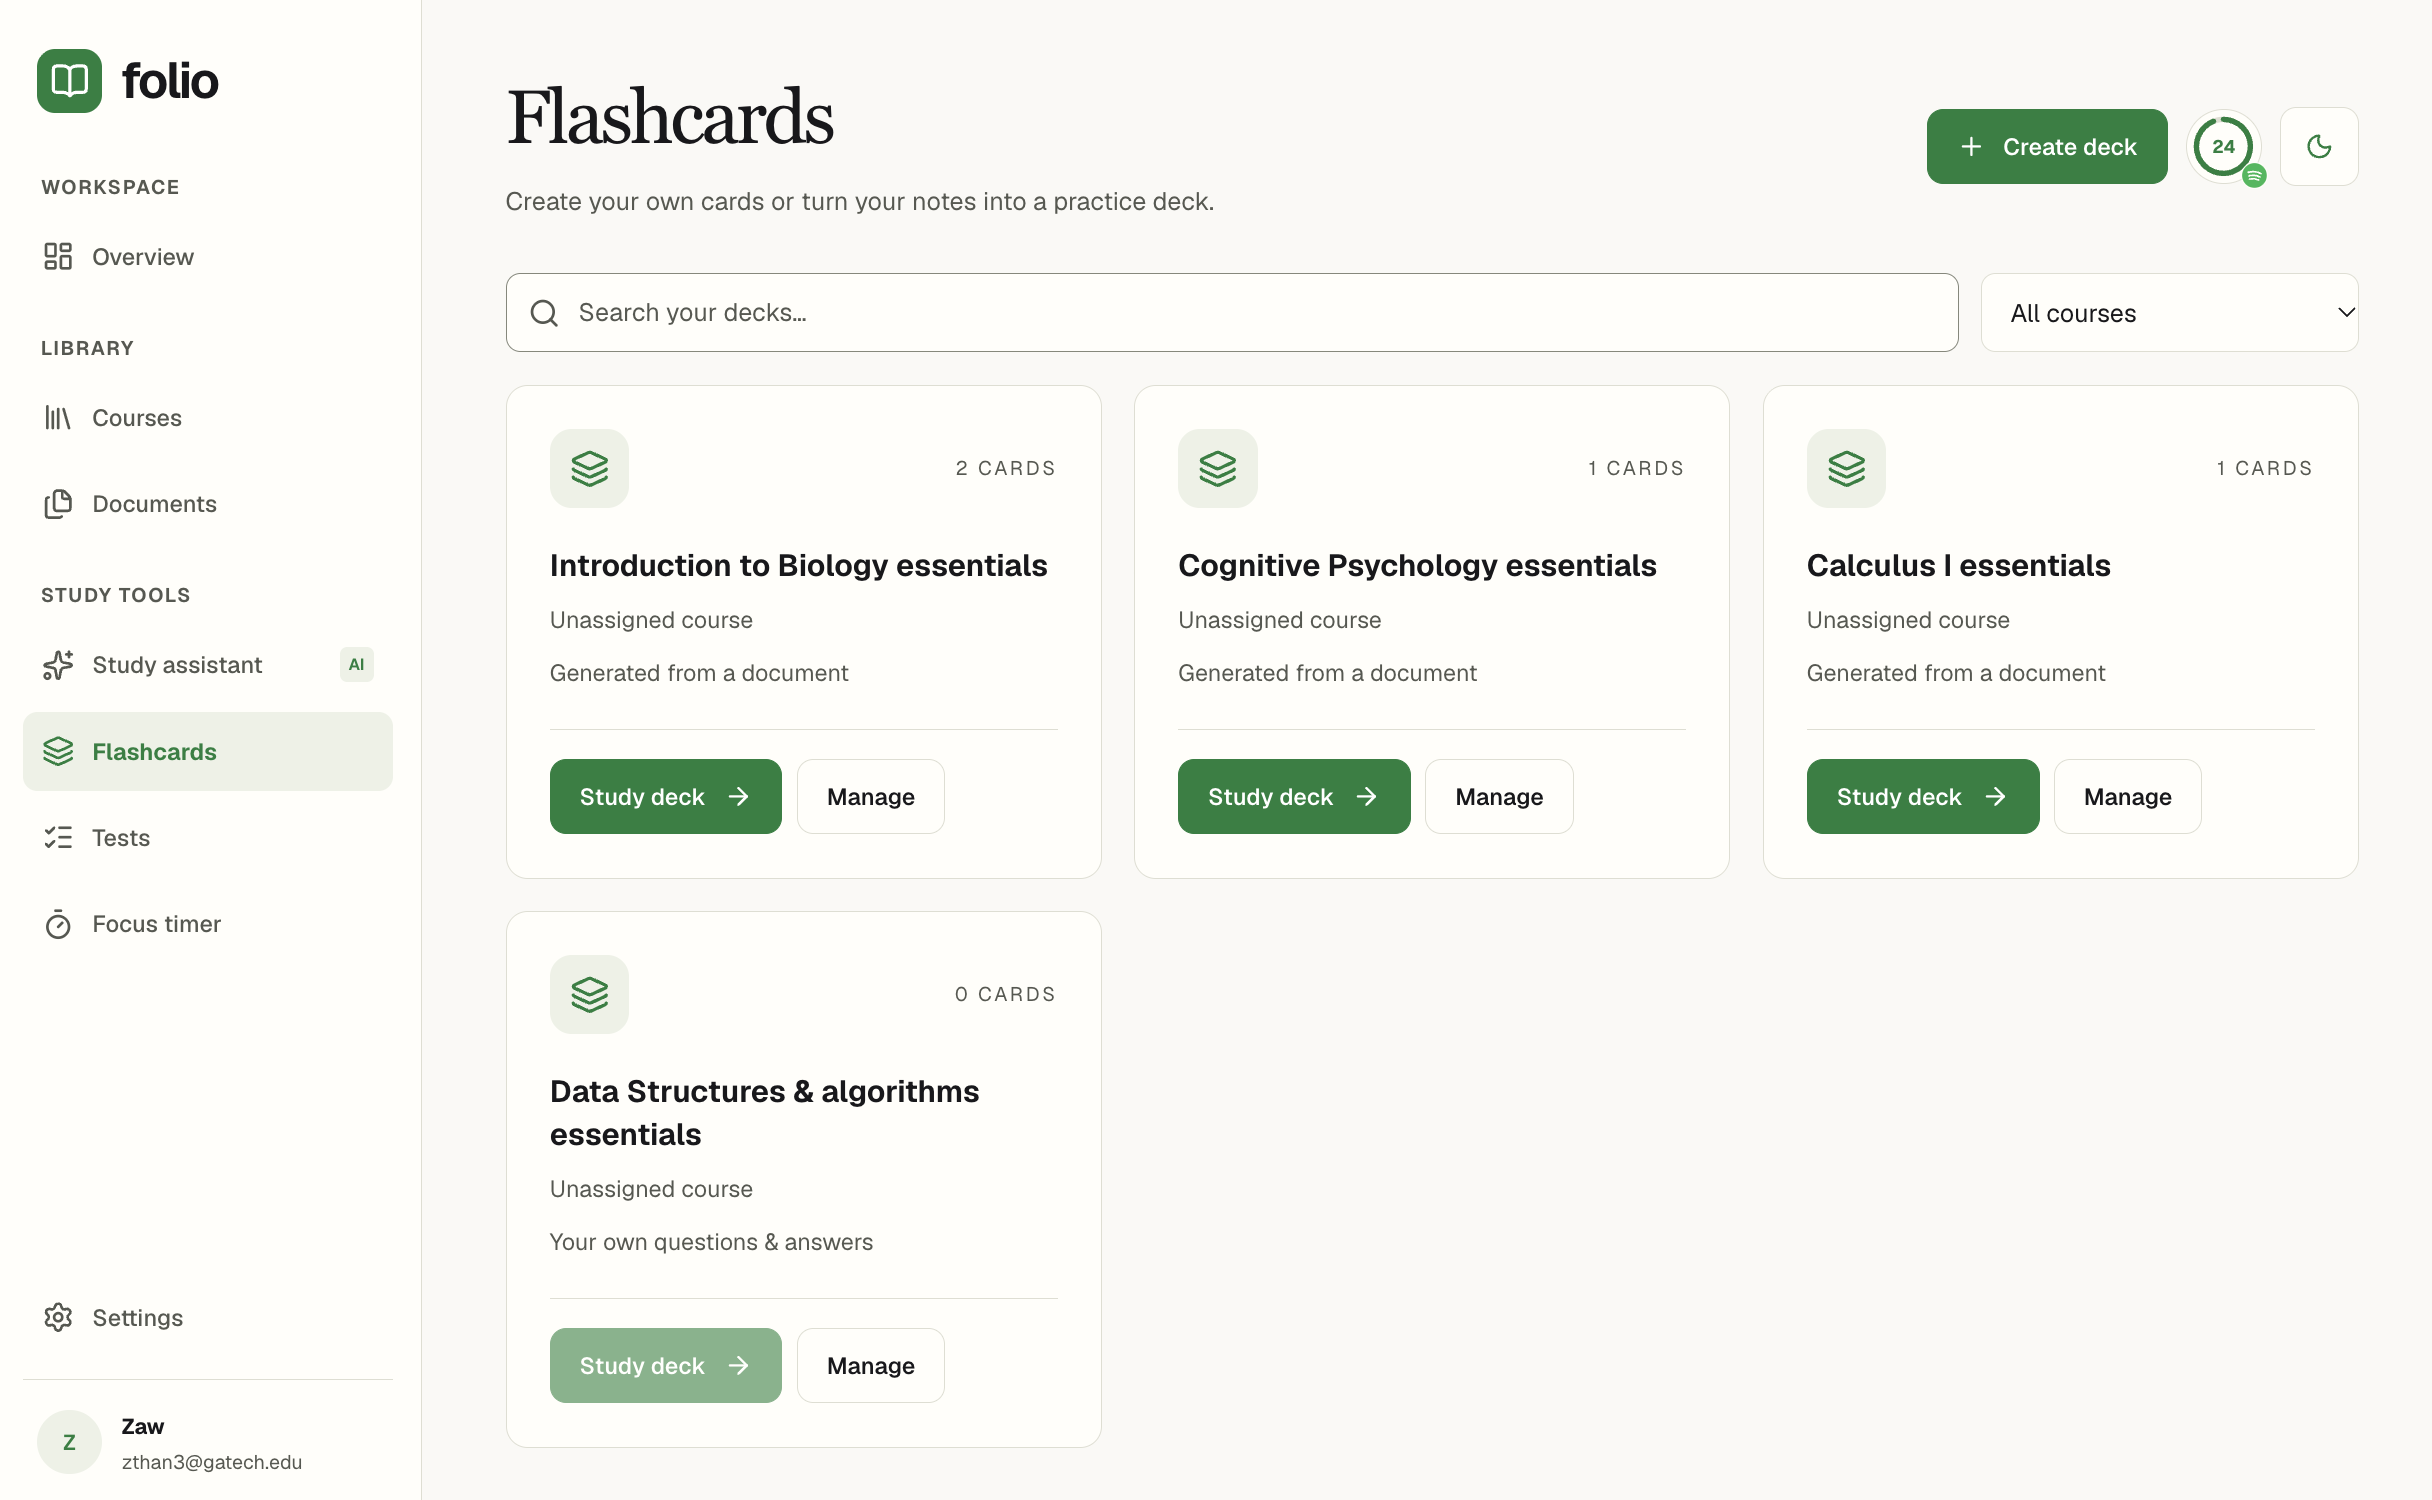 folio
WORKSPACE
Overview
LIBRARY
Courses
Documents
STUDY TOOLS
Study assistant AI
Flashcards
Tests
Focus timer
Settings
Z
Zaw
zthan3@gatech.edu
Flashcards
Create your own cards or turn your notes into a practice deck.
Create deck
24
Search your decks...
All courses
2 CARDS
Introduction to Biology essentials
Unassigned course
Generated from a document
Study deck
Manage
1 CARDS
Cognitive Psychology essentials
Unassigned course
Generated from a document
Study deck
Manage
1 CARDS
Calculus I essentials
Unassigned course
Generated from a document
Study deck
Manage
0 CARDS
Data Structures & algorithms
essentials
Unassigned course
Your own questions & answers
Study deck
Manage